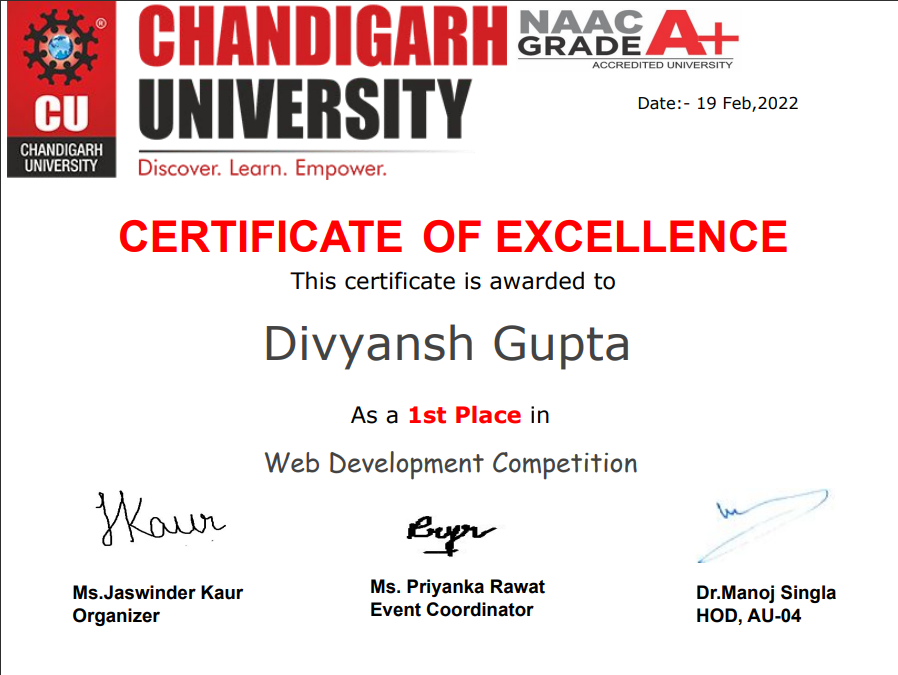 CU
CHANDIGARH
UNIVERSITY
®
CHANDIGARH
UNIVERSITY
Discover. Learn. Empower.
NAAC
GRADE A+
ACCREDITED UNIVERSITY
Date:- 19 Feb,2022
CERTIFICATE OF EXCELLENCE
This certificate is awarded to
Divyansh Gupta
As a 1st Place in
Web Development Competition
JKaur
Ms.Jaswinder Kaur
Organizer
Ms. Priyanka Rawat
Event Coordinator
Dr.Manoj Singla
HOD, AU-04